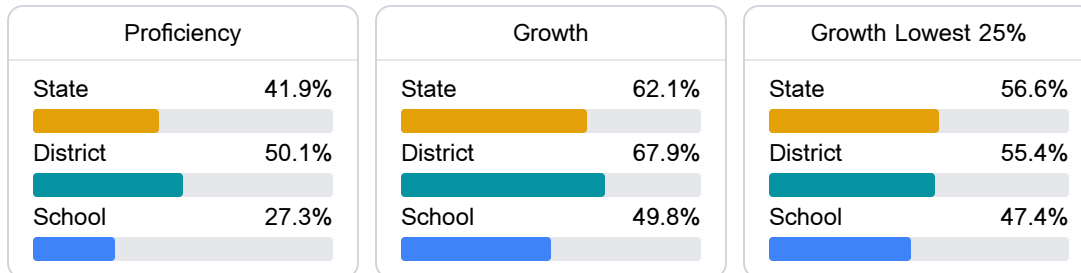 Proficiency
State 41.9%
District 50.1%
School 27.3%
Growth
State 62.1%
District 67.9%
School 49.8%
Growth Lowest 25%
State 56.6%
District 55.4%
School 47.4%